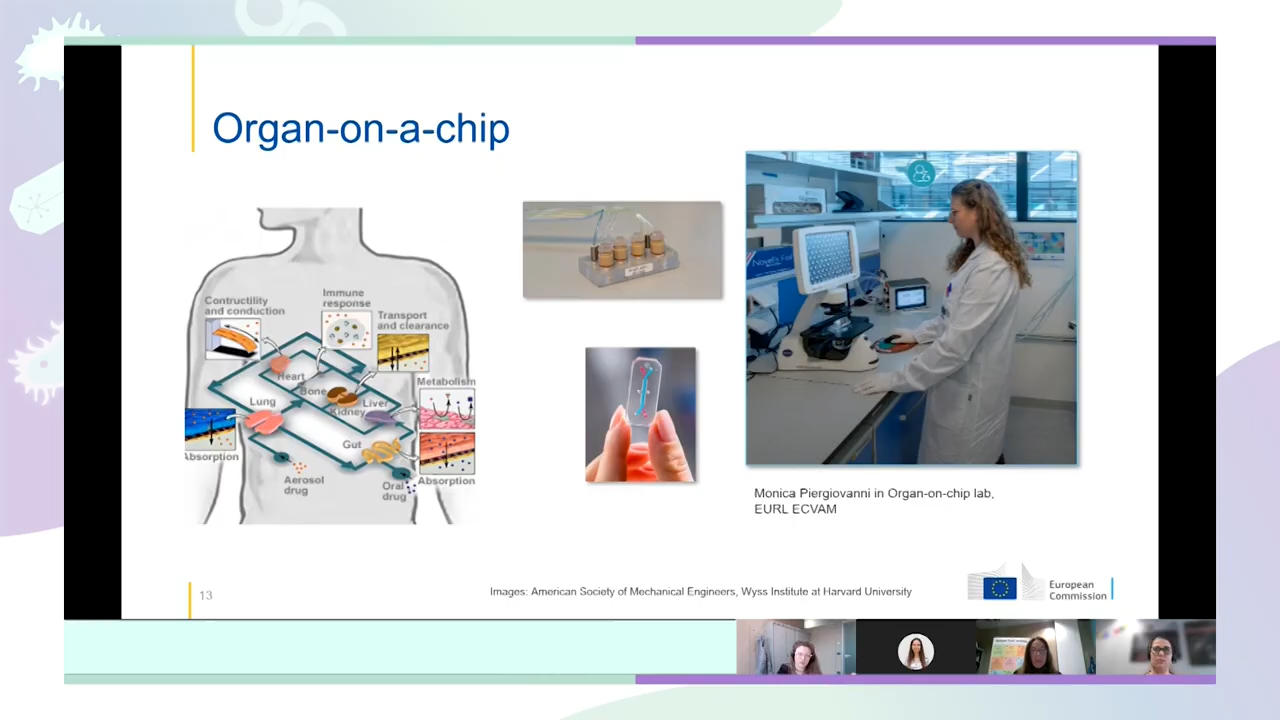 Organ-on-a-chip
Contructility
and conduction
Immune
response
Transport
and clearance
Heart
Bone
Metabolism
Lung
Liver
Kidney
Gut
Absorption
Aerosol
drug
Oral
drug
Absorption
Monica Piergiovanni in Organ-on-chip lab,
EURL ECVAM
13
Images: American Society of Mechanical Engineers, Wyss Institute at Harvard University
European
Commission